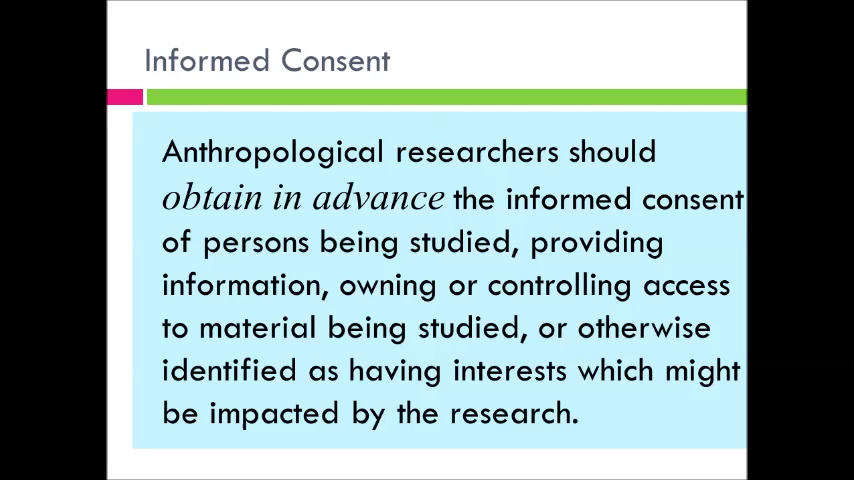 Informed Consent
Anthropological researchers should
obtain in advance the informed consent
of persons being studied, providing
information, owning or controlling access
to material being studied, or otherwise
identified as having interests which might
be impacted by the research.